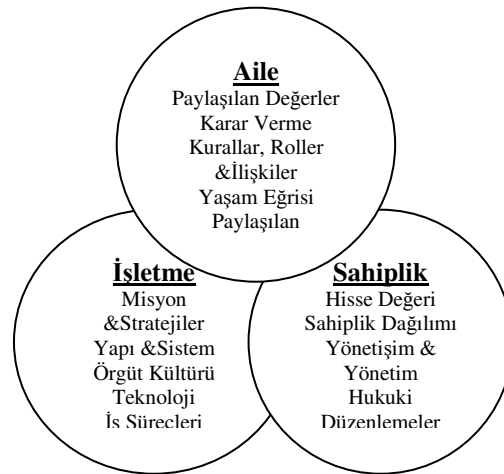 Aile
Paylaşılan Değerler
Karar Verme
Kurallar, Roller
&İlişkiler
Yaşam Eğrisi
Paylaşılan
İşletme
Misyon
&Stratejiler
Yapı &Sistem
Örgüt Kültürü
Teknoloji
İş Süreçleri
Sahiplik
Hisse Değeri
Sahiplik Dağılımı
Yönetişim &
Yönetim
Hukuki
Düzenlemeler